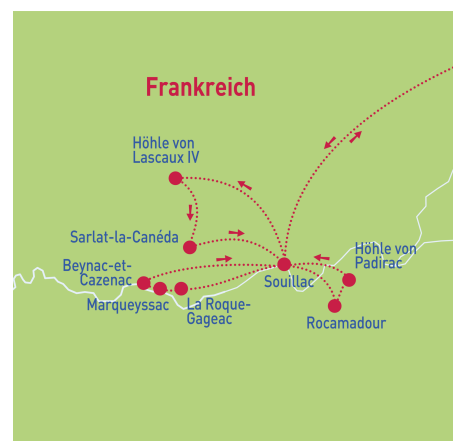 Frankreich
Höhle von
Lascaux IV
Sarlat-la-Canéda
Beynac-et-
Cazenac
Marqueyssac
La Roque-
Gageac
Souillac
Höhle von
Padirac
Rocamadour